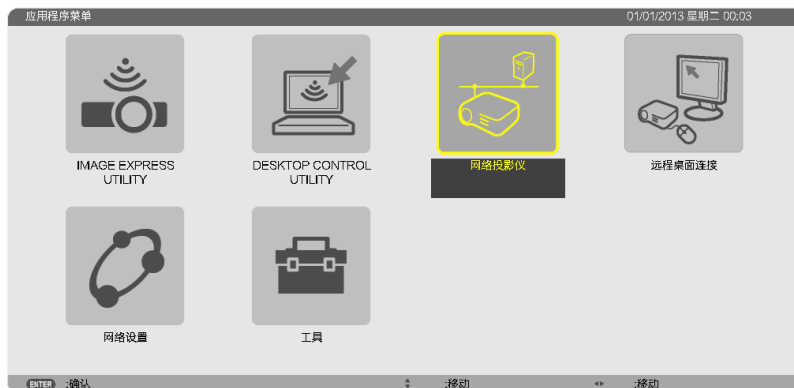 应用程序菜单 01/01/2013 星期二 00:03
IMAGE EXPRESS
UTILITY
DESKTOP CONTROL
UTILITY
网络投影仪
远程桌面连接
网络设置
工具
ENTER :确认 :移动 :移动